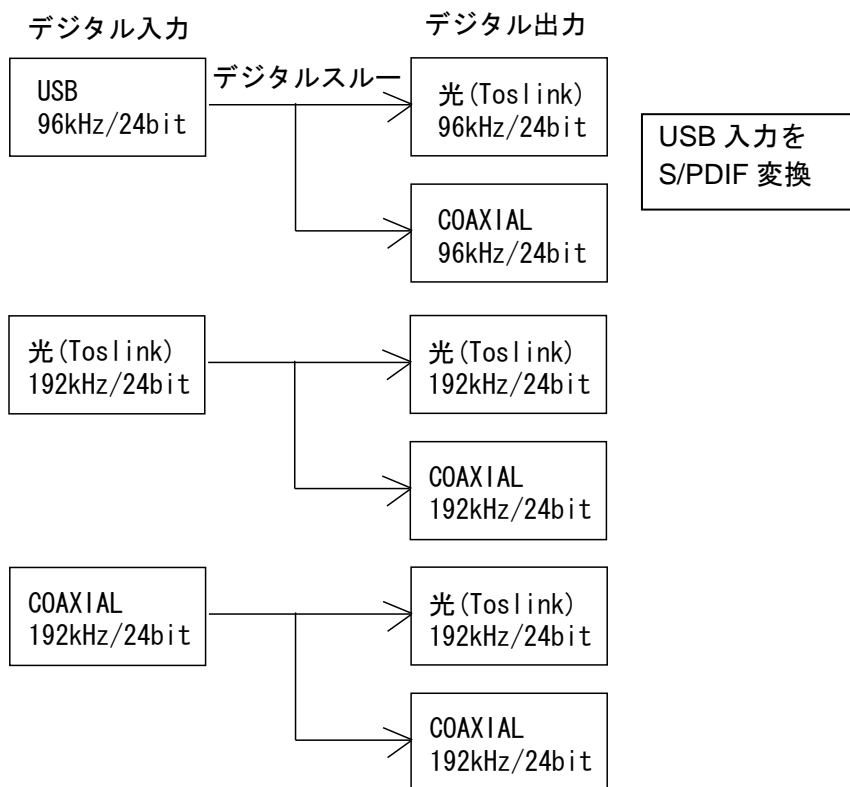 デジタル入力
デジタル出力
USB
96kHz/24bit
デジタルスルー
光(Toslink)
96kHz/24bit
USB 入力を
S/PDIF 変換
COAXIAL
96kHz/24bit
光(Toslink)
192kHz/24bit
光(Toslink)
192kHz/24bit
COAXIAL
192kHz/24bit
COAXIAL
192kHz/24bit
光(Toslink)
192kHz/24bit
COAXIAL
192kHz/24bit